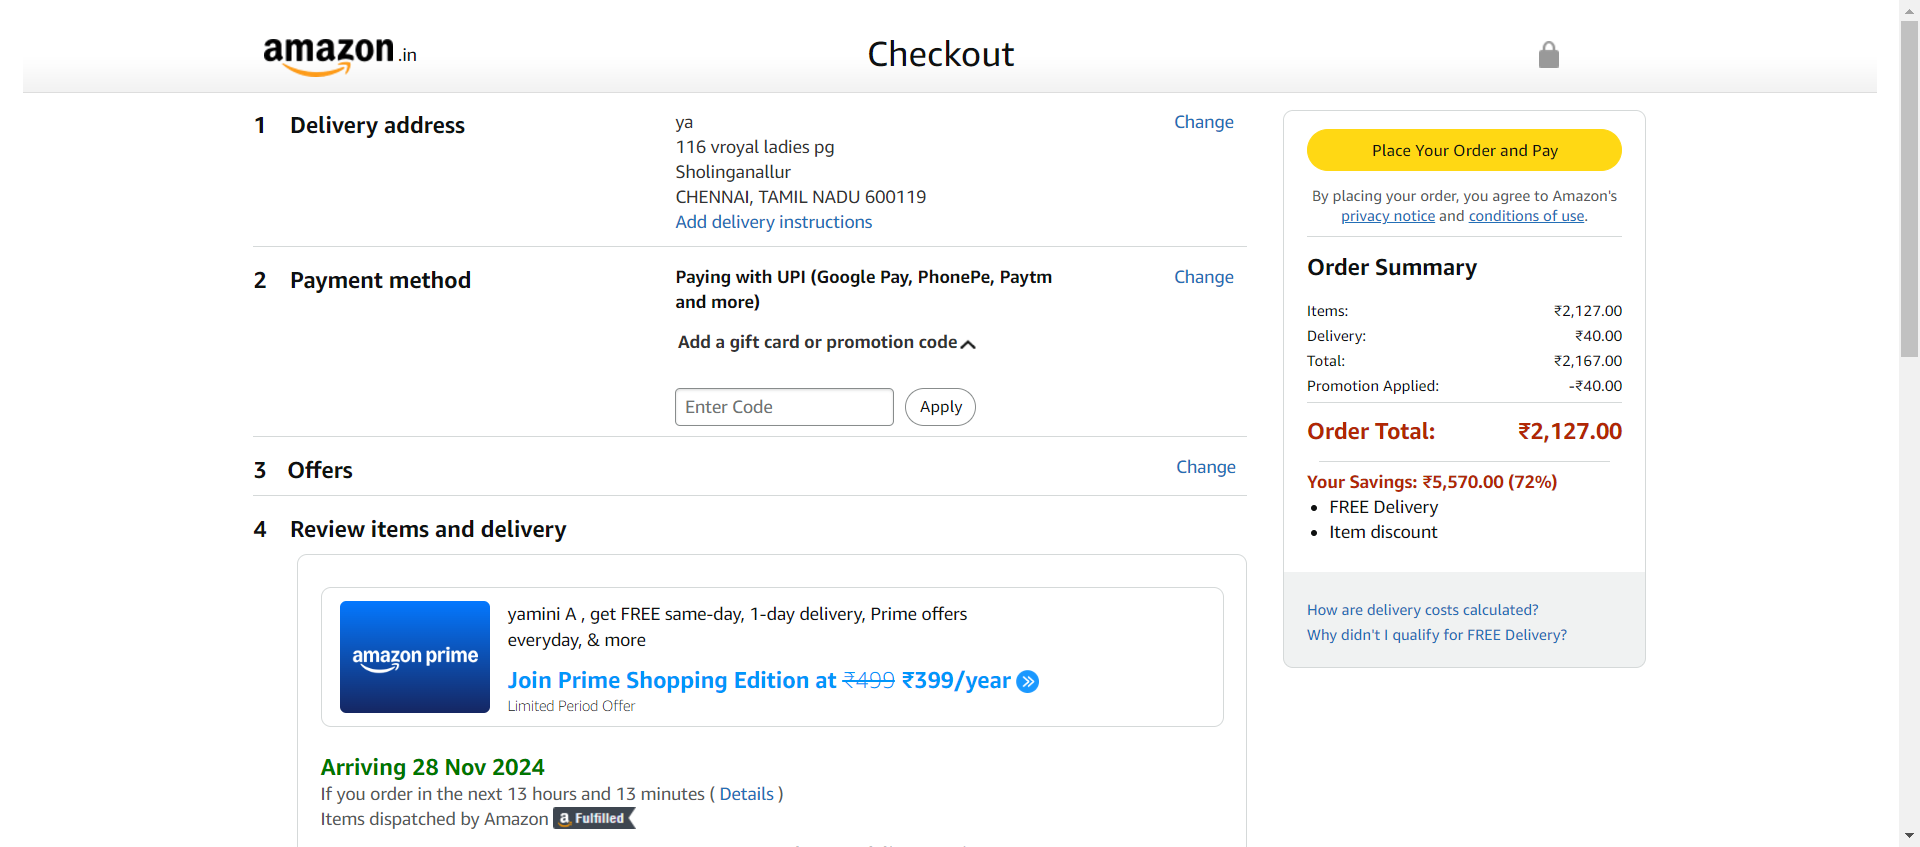 amazon.in
Checkout
1 Delivery address
ya
116 vroyal ladies pg
Sholinganallur
CHENNAI, TAMIL NADU 600119
Add delivery instructions
Change
2 Payment method
Paying with UPI (Google Pay, PhonePe, Paytm
and more)
Change
Add a gift card or promotion code
Enter Code
Apply
3 Offers
Change
4 Review items and delivery
amazon prime
yamini A , get FREE same-day, 1-day delivery, Prime offers
everyday, & more
Join Prime Shopping Edition at ₹499 ₹399/year
Limited Period Offer
Arriving 28 Nov 2024
If you order in the next 13 hours and 13 minutes ( Details )
Items dispatched by Amazon a Fulfilled
Place Your Order and Pay
By placing your order, you agree to Amazon's
privacy notice and conditions of use.
Order Summary
Items: ₹2,127.00
Delivery: ₹40.00
Total: ₹2,167.00
Promotion Applied: -₹40.00
Order Total: ₹2,127.00
Your Savings: ₹5,570.00 (72%)
• FREE Delivery
• Item discount
How are delivery costs calculated?
Why didn't I qualify for FREE Delivery?